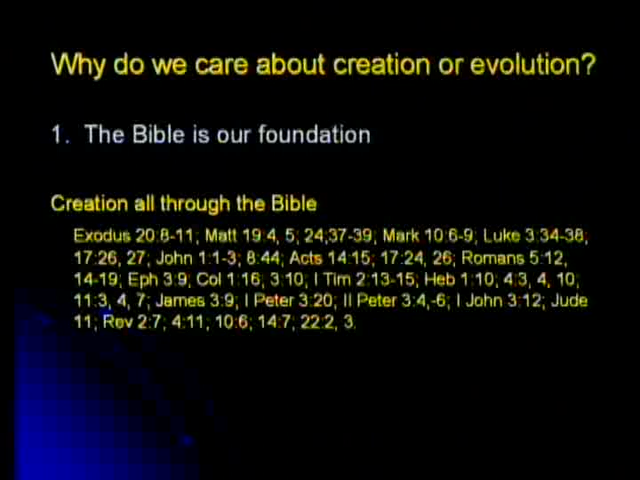 Why do we care about creation or evolution?
1. The Bible is our foundation
Creation all through the Bible
Exodus 20:8-11; Matt 19:4, 5; 24;37-39; Mark 10:6-9; Luke 3:34-38;
17:26, 27; John 1:1-3; 8:44; Acts 14:15; 17:24, 26; Romans 5:12,
14-19; Eph 3:9; Col 1:16; 3:10; I Tim 2:13-15; Heb 1:10; 4:3, 4, 10;
11:3, 4, 7; James 3:9; I Peter 3:20; II Peter 3:4,-6; I John 3:12; Jude
11; Rev 2:7; 4:11; 10:6; 14:7; 22:2, 3.